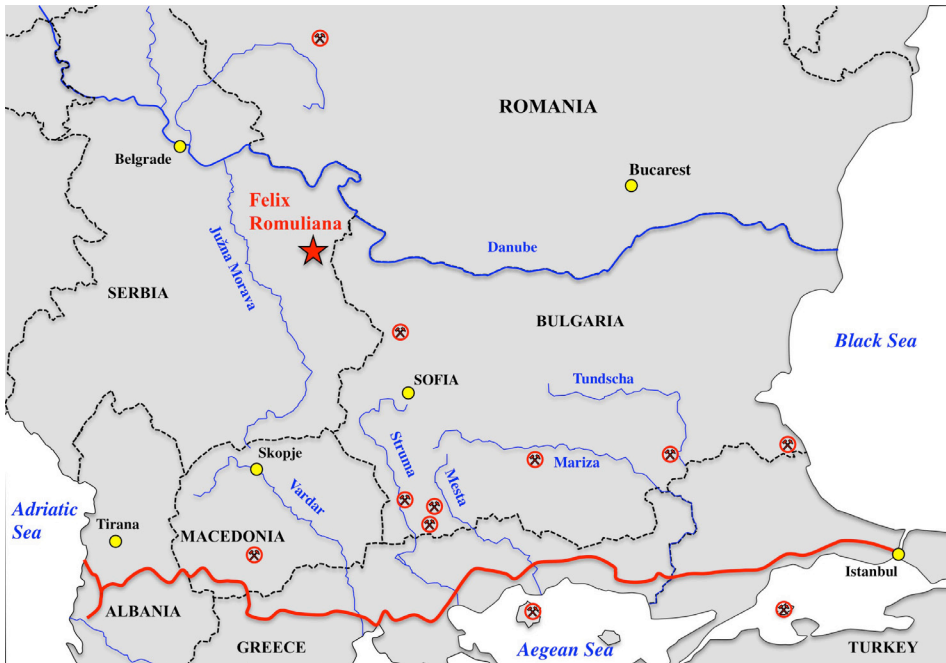 ROMANIA
Belgrade
Bucarest
Felix
Romuliana
Južna Morava
Danube
SERBIA
BULGARIA
Black Sea
SOFIA
Tundscha
Struma
Skopje
Mariza
Mesta
Vardar
Adriatic
Sea
Tirana
MACEDONIA
Istanbul
ALBANIA
GREECE
Aegean Sea
TURKEY